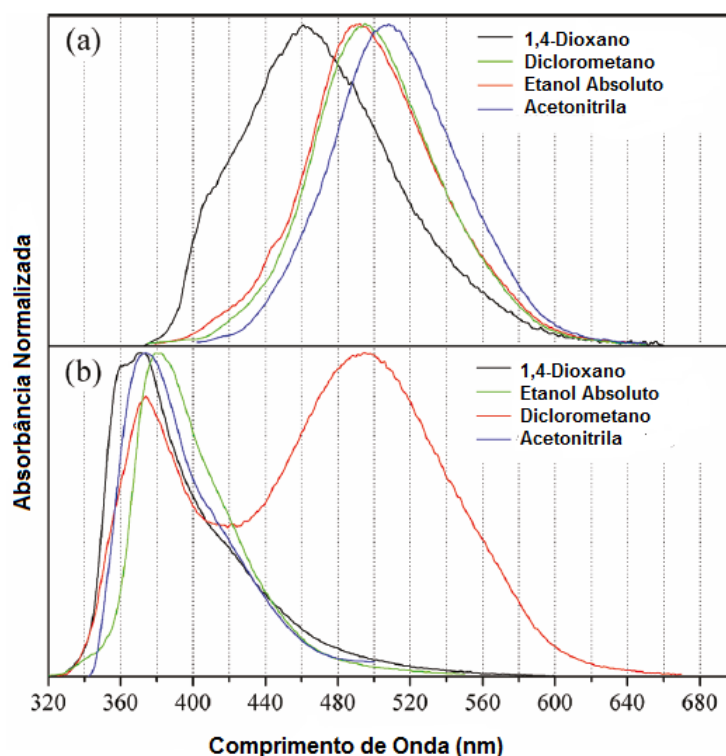 (a)
1,4-Dioxano
Diclorometano
Etanol Absoluto
Acetonitrila
(b)
1,4-Dioxano
Etanol Absoluto
Diclorometano
Acetonitrila
Absorbância Normalizada
320 360 400 440 480 520 560 600 640 680
Comprimento de Onda (nm)